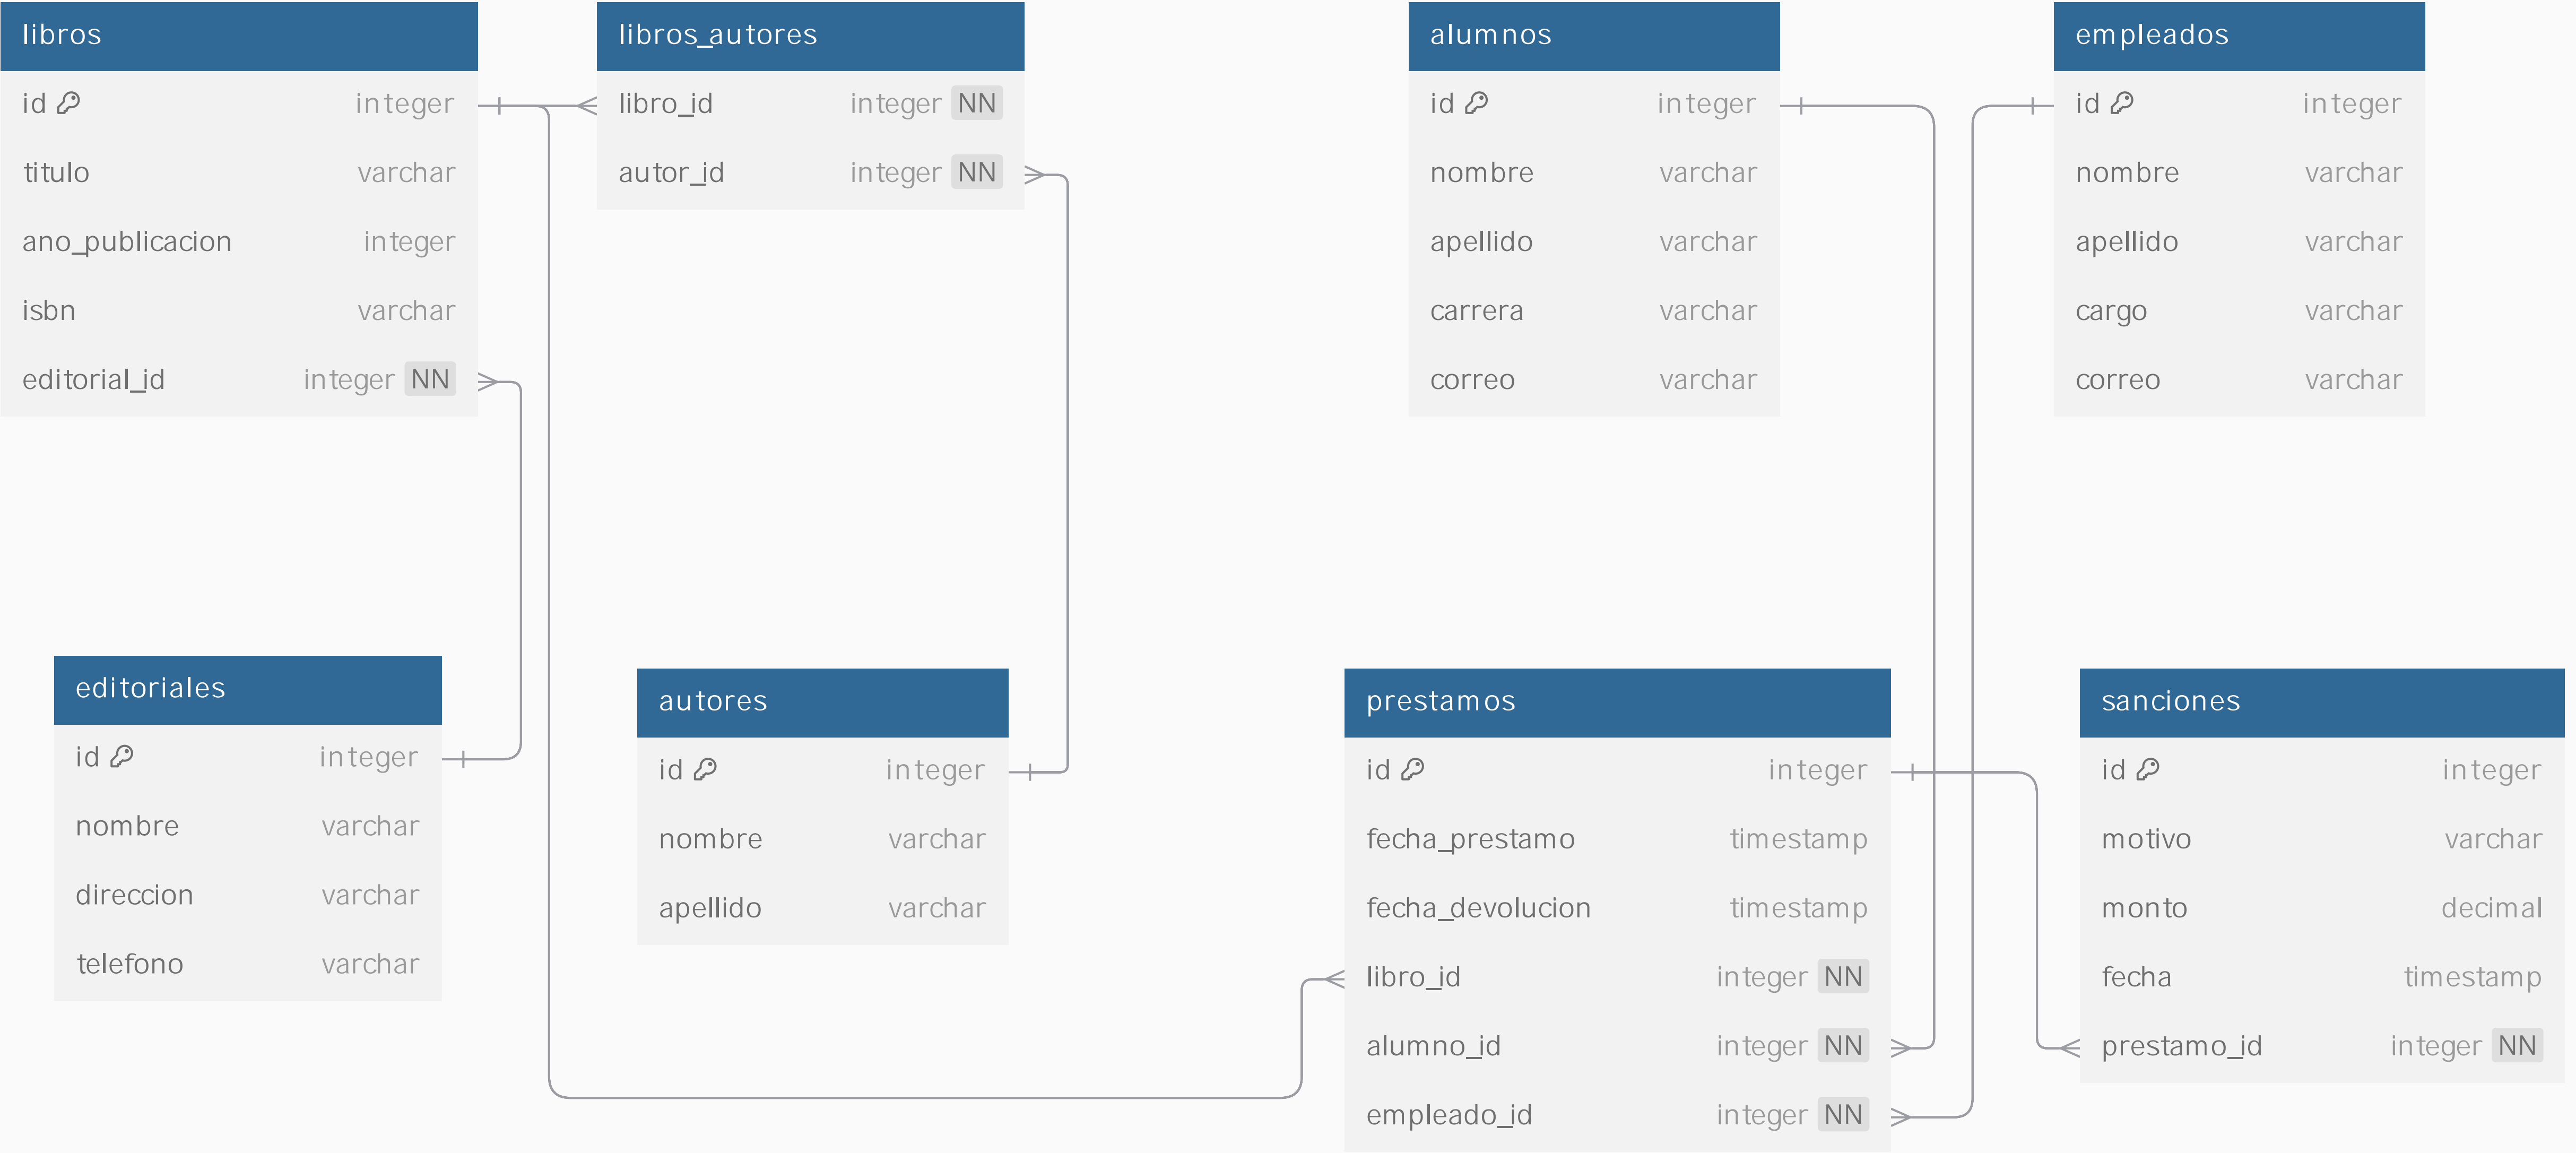 libros
id integer
titulo varchar
ano_publicacion integer
isbn varchar
editorial_id integer NN
libros_autores
libro_id integer NN
autor_id integer NN
alumnos
id integer
nombre varchar
apellido varchar
carrera varchar
correo varchar
empleados
id integer
nombre varchar
apellido varchar
cargo varchar
correo varchar
editoriales
id integer
nombre varchar
direccion varchar
telefono varchar
autores
id integer
nombre varchar
apellido varchar
prestamos
id integer
fecha_prestamo timestamp
fecha_devolucion timestamp
libro_id integer NN
alumno_id integer NN
empleado_id integer NN
sanciones
id integer
motivo varchar
monto decimal
fecha timestamp
prestamo_id integer NN